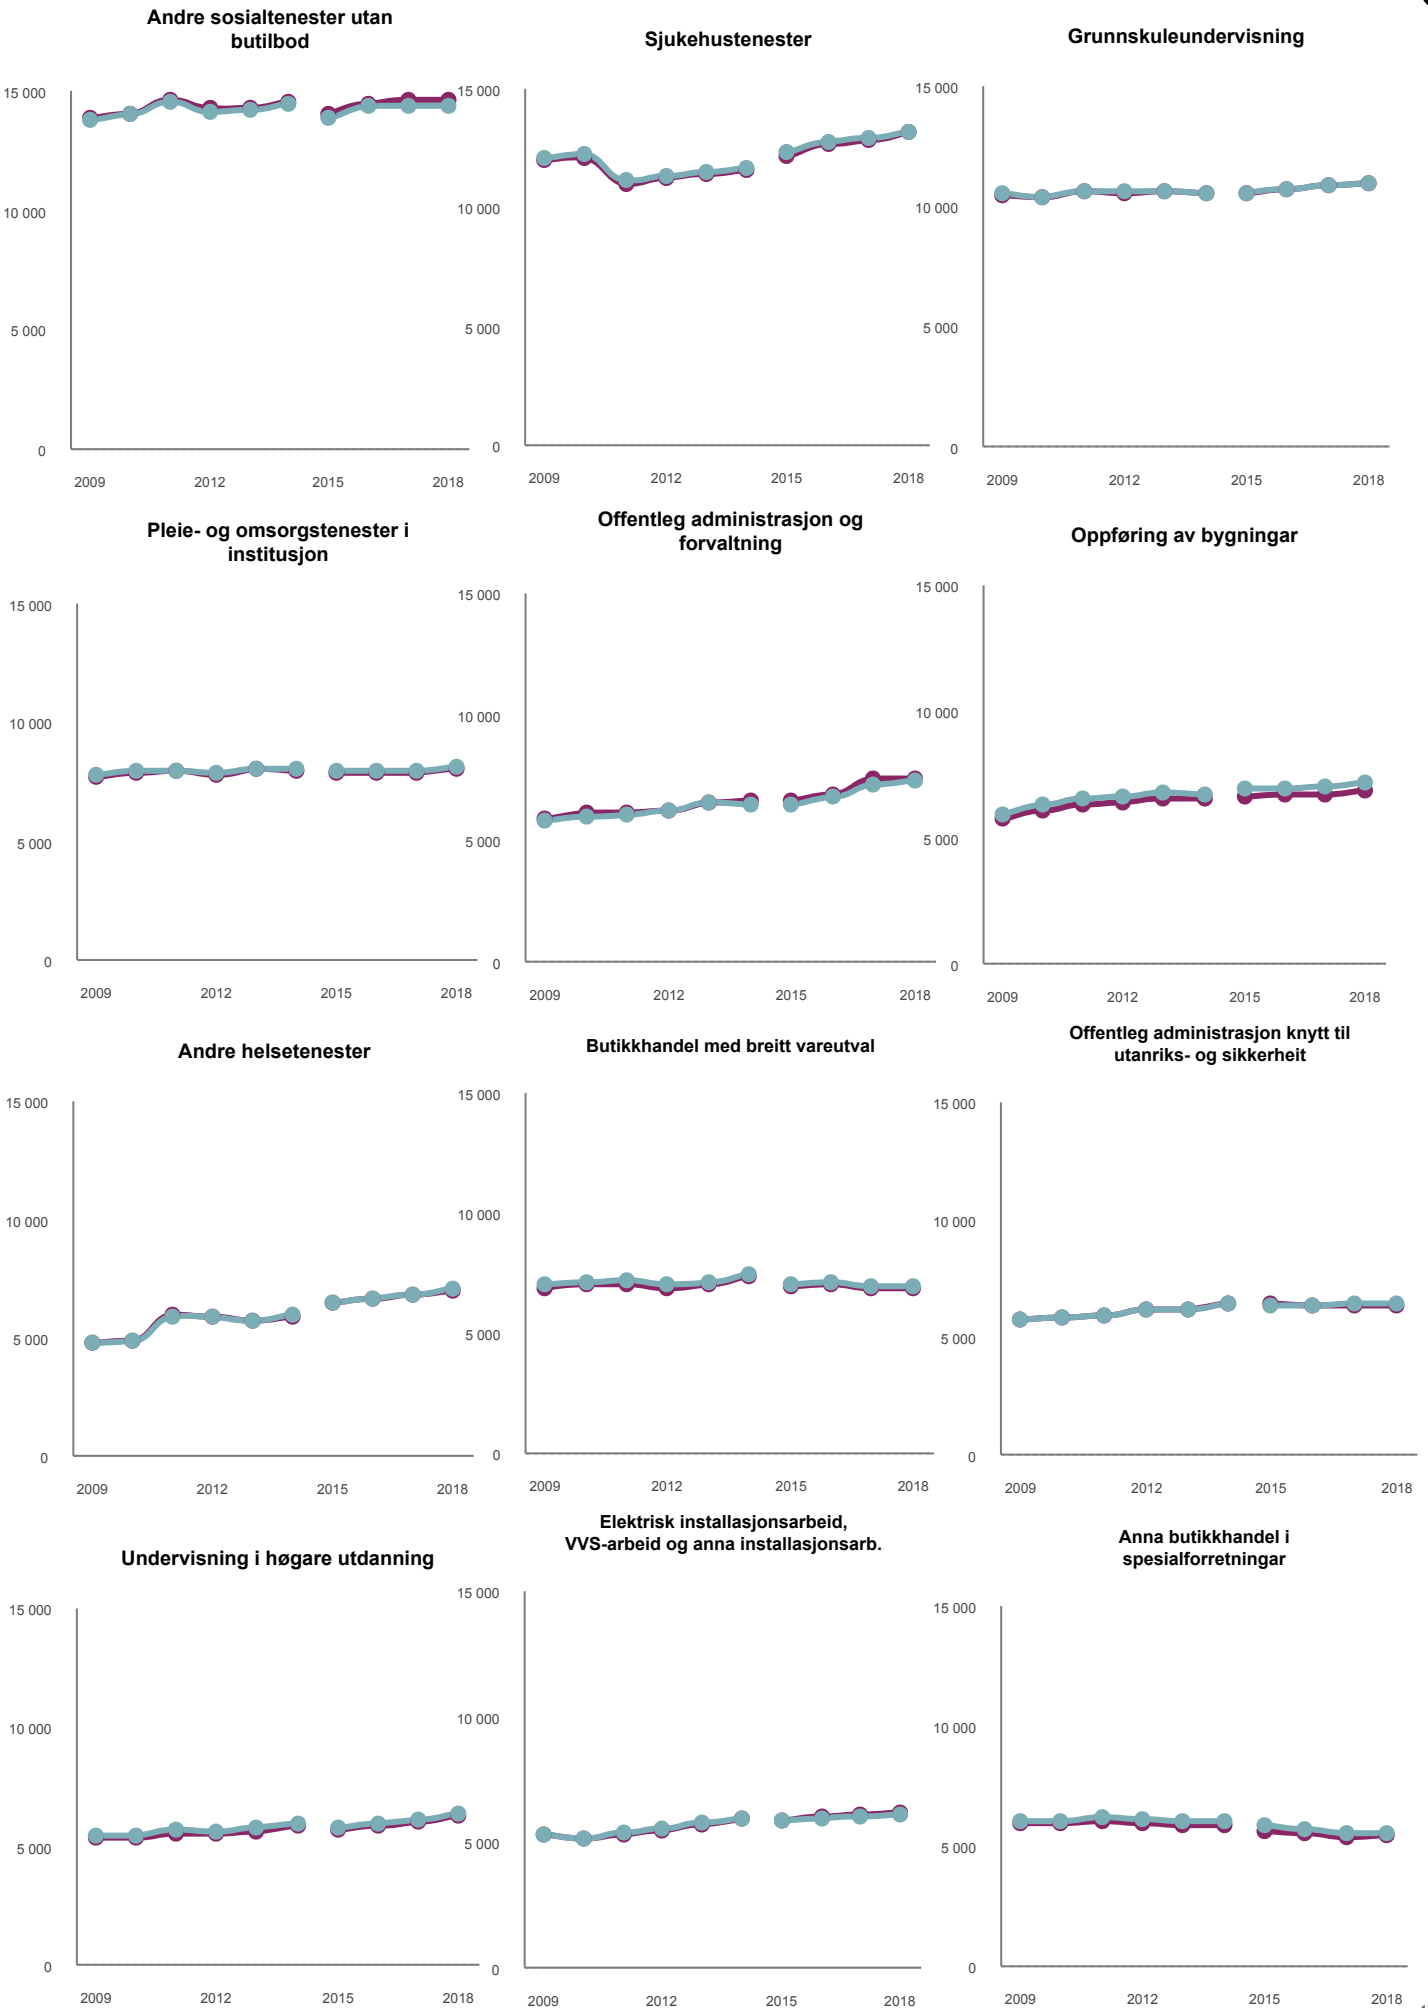 Andre sosialtenester utan
butilbod
15 000
10 000
5 000
0
2009 2012 2015 2018
Sjukehustenester
15 000
10 000
5 000
0
2009 2012 2015 2018
Grunnskuleundervisning
15 000
10 000
5 000
0
2009 2012 2015 2018
Pleie- og omsorgstenester i
institusjon
15 000
10 000
5 000
0
2009 2012 2015 2018
Offentleg administrasjon og
forvaltning
15 000
10 000
5 000
0
2009 2012 2015 2018
Oppføring av bygningar
15 000
10 000
5 000
0
2009 2012 2015 2018
Andre helsetenester
15 000
10 000
5 000
0
2009 2012 2015 2018
Butikkhandel med breitt vareutval
15 000
10 000
5 000
0
2009 2012 2015 2018
Offentleg administrasjon knytt til
utanriks- og sikkerheit
15 000
10 000
5 000
0
2009 2012 2015 2018
Undervisning i høgare utdanning
15 000
10 000
5 000
0
2009 2012 2015 2018
Elektrisk installasjonsarbeid,
VVS-arbeid og anna installasjonsarb.
15 000
10 000
5 000
0
2009 2012 2015 2018
Anna butikkhandel i
spesialforretningar
15 000
10 000
5 000
0
2009 2012 2015 2018